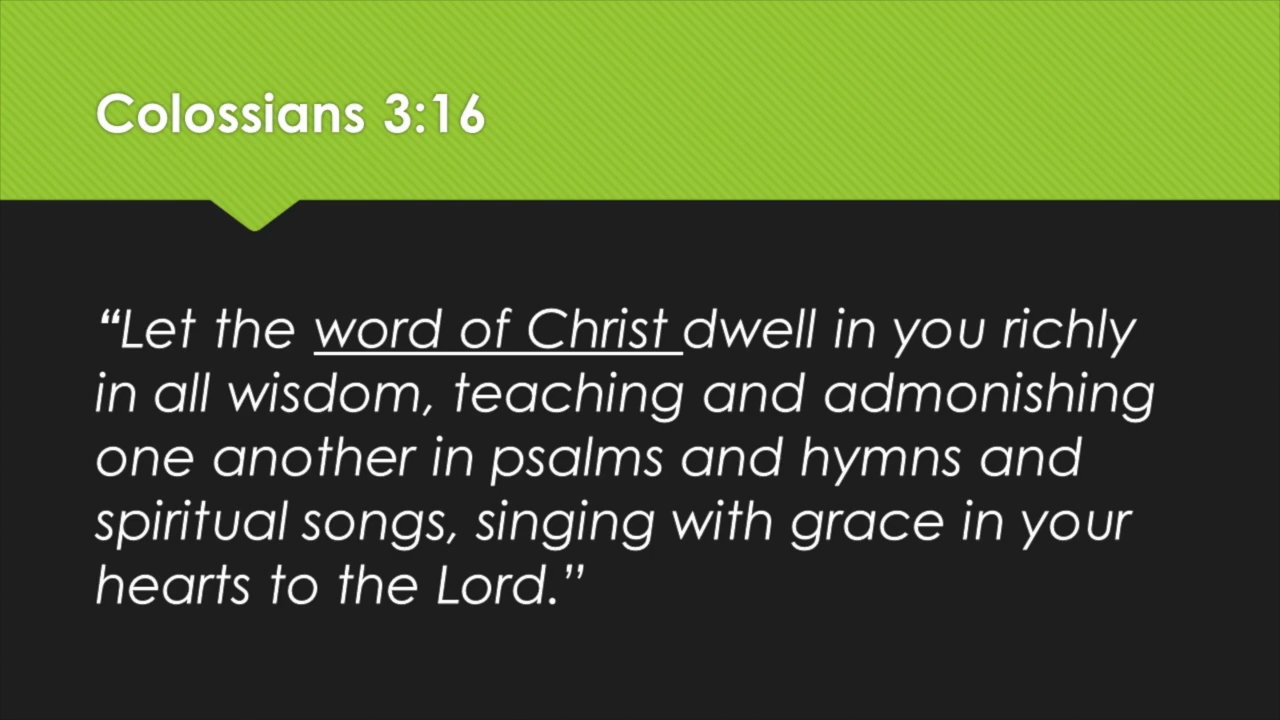 Colossians 3:16
“Let the word of Christ dwell in you richly
in all wisdom, teaching and admonishing
one another in psalms and hymns and
spiritual songs, singing with grace in your
hearts to the Lord.”